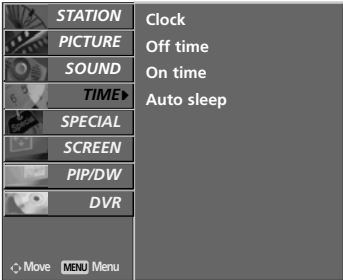 STATION
PICTURE
SOUND
TIME
SPECIAL
SCREEN
PIP/DW
DVR
Move MENU Menu
Clock
Off time
On time
Auto sleep